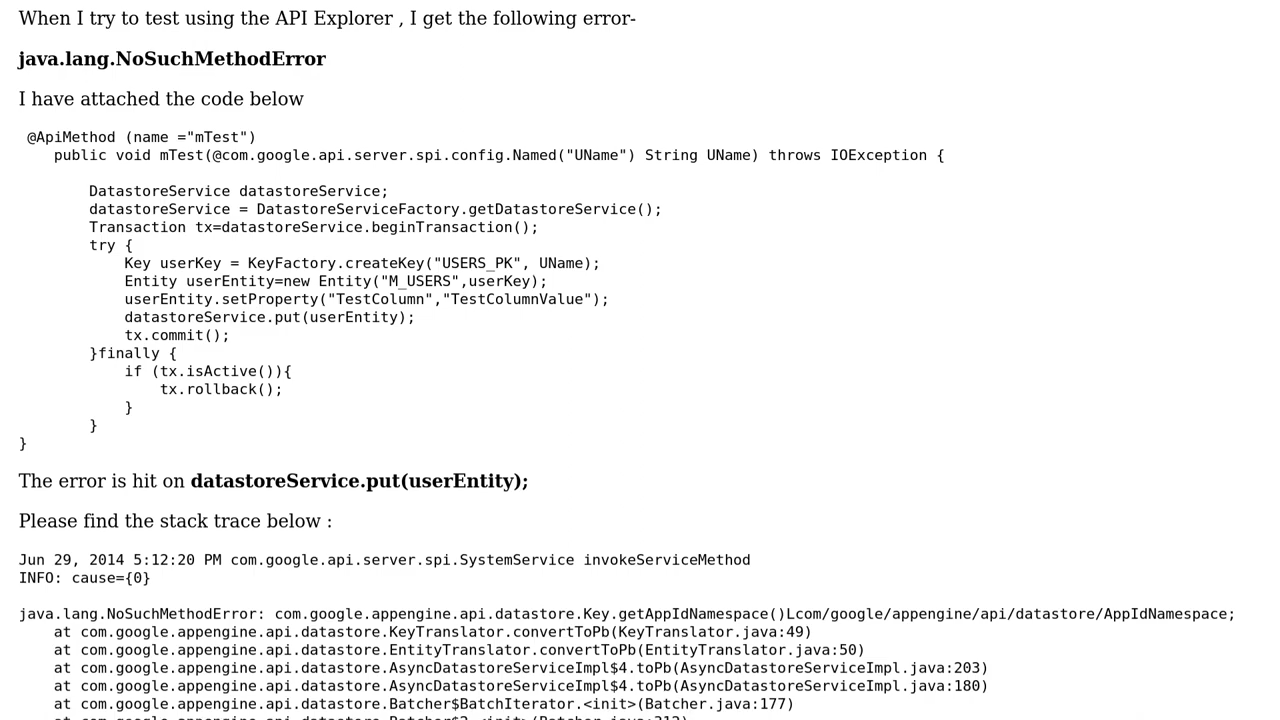 When I try to test using the API Explorer , I get the following error-
java.lang.NoSuchMethodError
I have attached the code below
@ApiMethod (name ="mTest")
public void mTest(@com.google.api.server.spi.config.Named("UName") String UName) throws IOException {
DatastoreService datastoreService;
datastoreService = DatastoreServiceFactory.getDatastoreService();
Transaction tx=datastoreService.beginTransaction();
try {
Key userKey = KeyFactory.createKey("USERS_PK", UName);
Entity userEntity=new Entity("M_USERS",userKey);
userEntity.setProperty("TestColumn","TestColumnValue");
datastoreService.put(userEntity);
tx.commit();
}finally {
if (tx.isActive()){
tx.rollback();
}
}
}
The error is hit on datastoreService.put(userEntity);
Please find the stack trace below :
Jun 29, 2014 5:12:20 PM com.google.api.server.spi.SystemService invokeServiceMethod
INFO: cause={0}
java.lang.NoSuchMethodError: com.google.appengine.api.datastore.Key.getAppIdNamespace()Lcom/google/appengine/api/datastore/AppIdNamespace;
at com.google.appengine.api.datastore.KeyTranslator.convertToPb(KeyTranslator.java:49)
at com.google.appengine.api.datastore.EntityTranslator.convertToPb(EntityTranslator.java:50)
at com.google.appengine.api.datastore.AsyncDatastoreServiceImpl$4.toPb(AsyncDatastoreServiceImpl.java:203)
at com.google.appengine.api.datastore.AsyncDatastoreServiceImpl$4.toPb(AsyncDatastoreServiceImpl.java:180)
at com.google.appengine.api.datastore.Batcher$BatchIterator.<init>(Batcher.java:177)